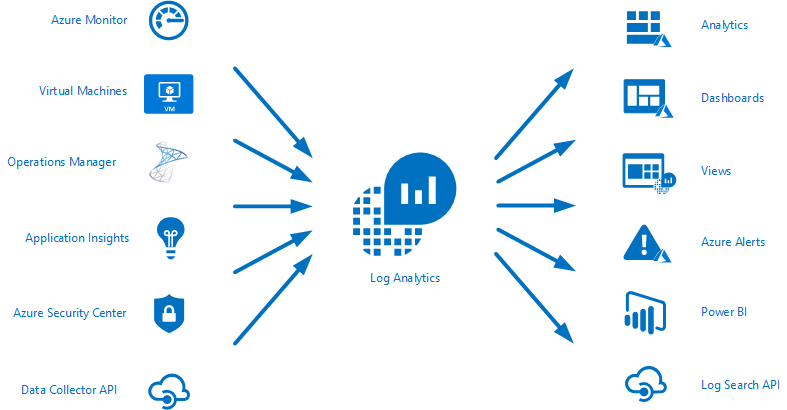 Azure Monitor
Virtual Machines
VM
Operations Manager
Application Insights
Azure Security Center
Data Collector API
Log Analytics
Analytics
Dashboards
Views
Azure Alerts
Power BI
Log Search API